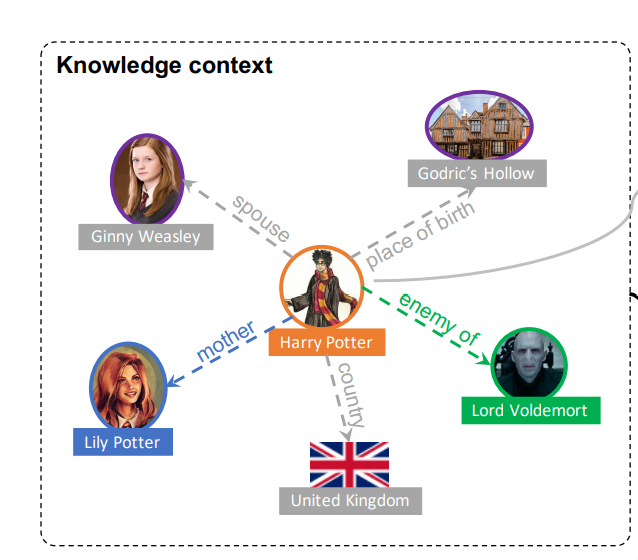 Knowledge context
Godric's Hollow
Ginny Weasley
spouse
place of birth
Harry Potter
enemy of
mother
Lord Voldemort
Lily Potter
country
United Kingdom